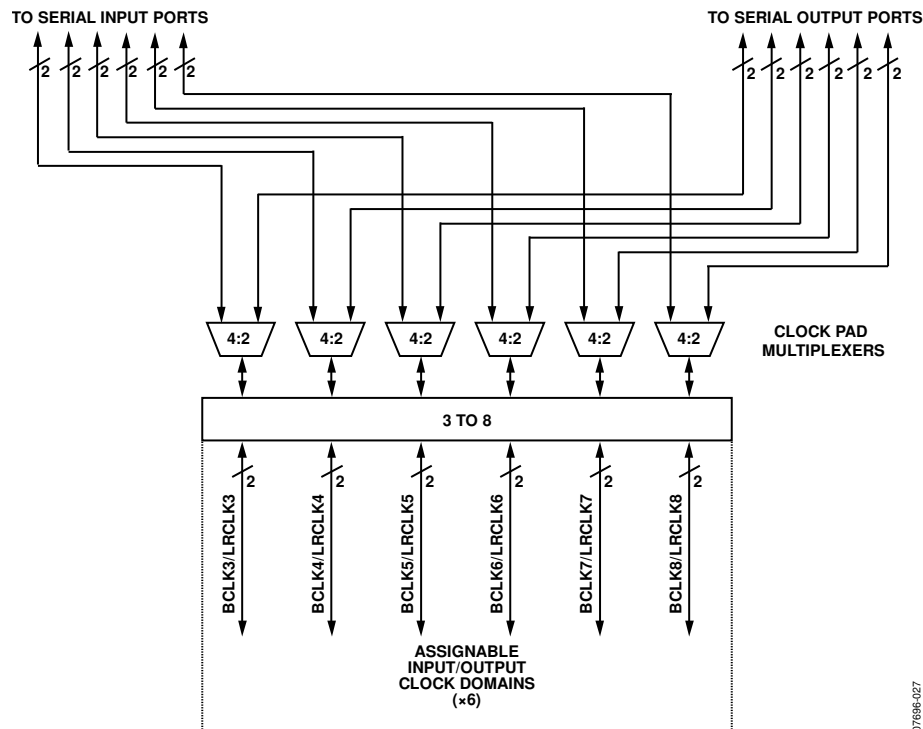 TO SERIAL INPUT PORTS
TO SERIAL OUTPUT PORTS
2 2 2 2 2 2
2 2 2 2 2 2
4:2 4:2 4:2 4:2 4:2 4:2
CLOCK PAD
MULTIPLEXERS
3 TO 8
2 2 2 2 2 2
BCLK3/LRCLK3
BCLK4/LRCLK4
BCLK5/LRCLK5
BCLK6/LRCLK6
BCLK7/LRCLK7
BCLK8/LRCLK8
ASSIGNABLE
INPUT/OUTPUT
CLOCK DOMAINS
(×6)
07696-027